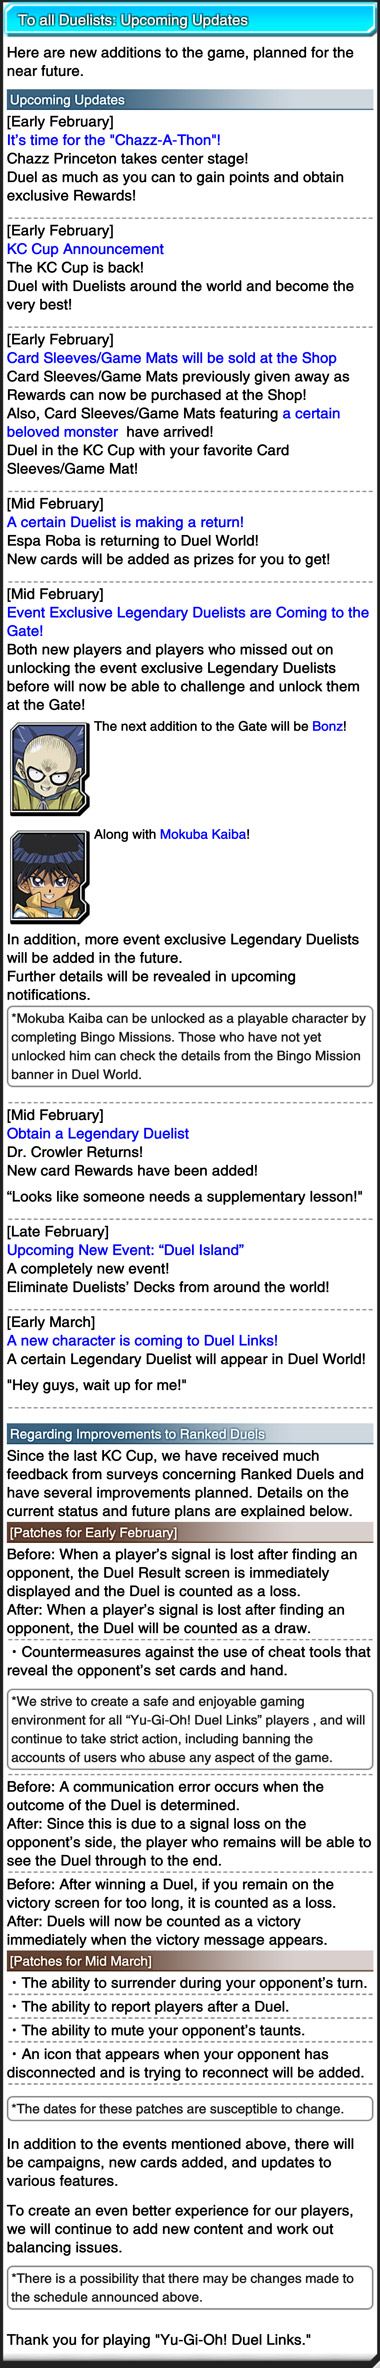 To all Duelists: Upcoming Updates
Here are new additions to the game, planned for the
near future.
Upcoming Updates
[Early February]
It's time for the "Chazz-A-Thon"!
Chazz Princeton takes center stage!
Duel as much as you can to gain points and obtain
exclusive Rewards!
[Early February]
KC Cup Announcement
The KC Cup is back!
Duel with Duelists around the world and become the
very best!
[Early February]
Card Sleeves/Game Mats will be sold at the Shop
Card Sleeves/Game Mats previously given away as
Rewards can now be purchased at the Shop!
Also, Card Sleeves/Game Mats featuring a certain
beloved monster have arrived!
Duel in the KC Cup with your favorite Card
Sleeves/Game Mat!
[Mid February]
A certain Duelist is making a return!
Espa Roba is returning to Duel World!
New cards will be added as prizes for you to get!
[Mid February]
Event Exclusive Legendary Duelists are Coming to the
Gate!
Both new players and players who missed out on
unlocking the event exclusive Legendary Duelists
before will now be able to challenge and unlock them
at the Gate!
The next addition to the Gate will be Bonz!
Along with Mokuba Kaiba!
In addition, more event exclusive Legendary Duelists
will be added in the future.
Further details will be revealed in upcoming
notifications.
*Mokuba Kaiba can be unlocked as a playable character by
completing Bingo Missions. Those who have not yet
unlocked him can check the details from the Bingo Mission
banner in Duel World.
[Mid February]
Obtain a Legendary Duelist
Dr. Crowler Returns!
New card Rewards have been added!
“Looks like someone needs a supplementary lesson!"
[Late February]
Upcoming New Event: “Duel Island”
A completely new event!
Eliminate Duelists’ Decks from around the world!
[Early March]
A new character is coming to Duel Links!
A certain Legendary Duelist will appear in Duel World!
"Hey guys, wait up for me!"
Regarding Improvements to Ranked Duels
Since the last KC Cup, we have received much
feedback from surveys concerning Ranked Duels and
have several improvements planned. Details on the
current status and future plans are explained below.
[Patches for Early February]
Before: When a player’s signal is lost after finding an
opponent, the Duel Result screen is immediately
displayed and the Duel is counted as a loss.
After: When a player’s signal is lost after finding an
opponent, the Duel will be counted as a draw.
・Countermeasures against the use of cheat tools that
reveal the opponent’s set cards and hand.
*We strive to create a safe and enjoyable gaming
environment for all “Yu-Gi-Oh! Duel Links” players , and will
continue to take strict action, including banning the
accounts of users who abuse any aspect of the game.
Before: A communication error occurs when the
outcome of the Duel is determined.
After: Since this is due to a signal loss on the
opponent’s side, the player who remains will be able to
see the Duel through to the end.
Before: After winning a Duel, if you remain on the
victory screen for too long, it is counted as a loss.
After: Duels will now be counted as a victory
immediately when the victory message appears.
[Patches for Mid March]
・The ability to surrender during your opponent’s turn.
・The ability to report players after a Duel.
・The ability to mute your opponent’s taunts.
・An icon that appears when your opponent has
disconnected and is trying to reconnect will be added.
*The dates for these patches are susceptible to change.
In addition to the events mentioned above, there will
be campaigns, new cards added, and updates to
various features.
To create an even better experience for our players,
we will continue to add new content and work out
balancing issues.
*There is a possibility that there may be changes made to
the schedule announced above.
Thank you for playing "Yu-Gi-Oh! Duel Links."